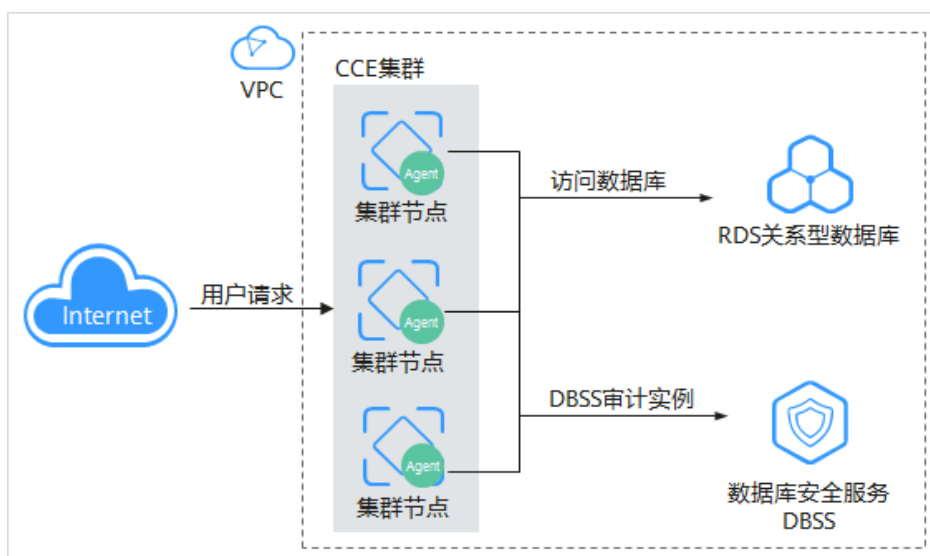 VPC
CCE集群
Agent
集群节点
访问数据库
RDS关系型数据库
Internet
用户请求
Agent
集群节点
DBSS审计实例
Agent
集群节点
数据库安全服务
DBSS